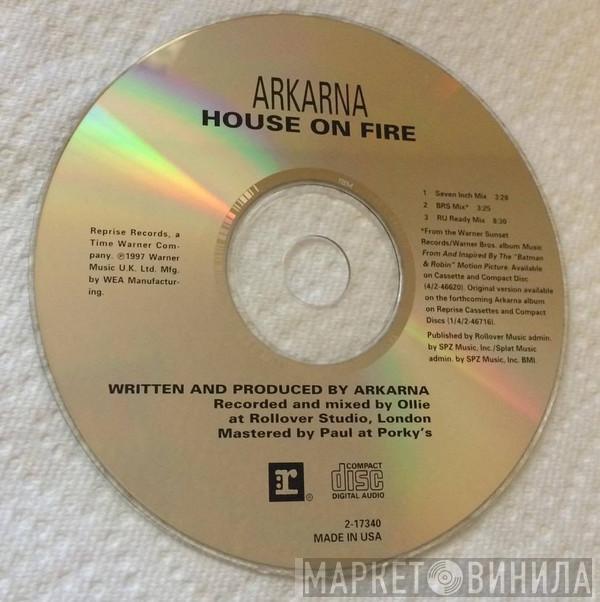 ARKARNA
HOUSE ON FIRE
1 Seven Inch Mix 3:28
2 BRS Mix* 3:25
3 RU Ready Mix 8:30
*From the Warner Sunset
Records/Warner Bros. album Music
From And Inspired By The "Batman
& Robin" Motion Picture. Available
on Cassette and Compact Disc
(4/2-46620). Original version available
on the forthcoming Arkarna album
on Reprise Cassettes and Compact
Discs (1/4/2-46716).
Published by Rollover Music admin.
by SPZ Music, Inc./Splat Music
admin. by SPZ Music, Inc. BMI.
Reprise Records, a
Time Warner Com-
pany. ℗1997 Warner
Music U.K. Ltd. Mfg.
by WEA Manufactur-
ing.
WRITTEN AND PRODUCED BY ARKARNA
Recorded and mixed by Ollie
at Rollover Studio, London
Mastered by Paul at Porky's
r®
COMPACT
disc
DIGITAL AUDIO
2-17340
MADE IN USA
МАРКЕТ ВИНИЛА